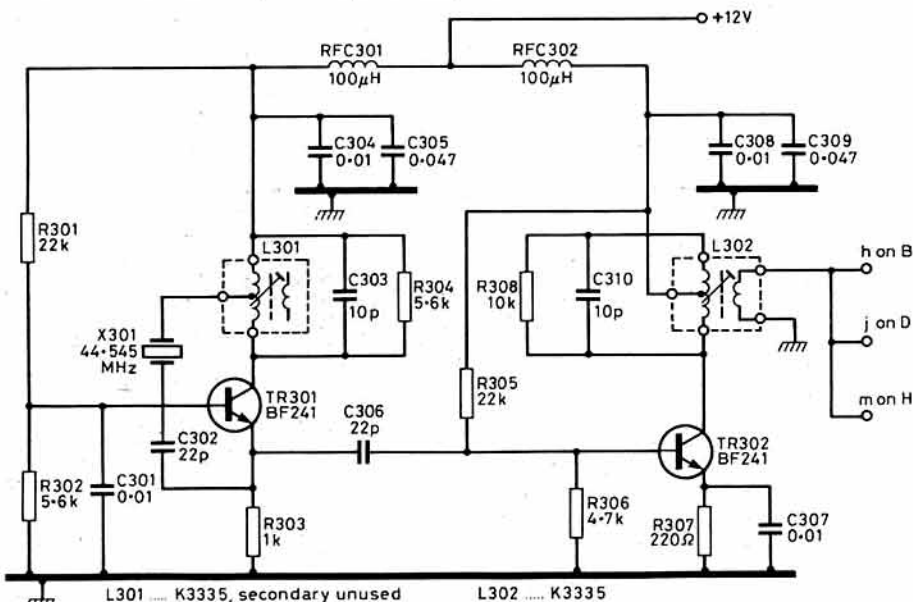 +12V
RFC301
100μH
RFC302
100μH
C304
0·01
C305
0·047
C308
0·01
C309
0·047
R301
22k
L301
C303
10p
R304
5·6k
R308
10k
C310
10p
L302
h on B
j on D
m on H
X301
44·545
MHz
TR301
BF241
R305
22k
C302
22p
C306
22p
TR302
BF241
R302
5·6k
C301
0·01
R303
1k
R306
4·7k
R307
220Ω
C307
0·01
L301 .... K3335, secondary unused
L302 ..... K3335